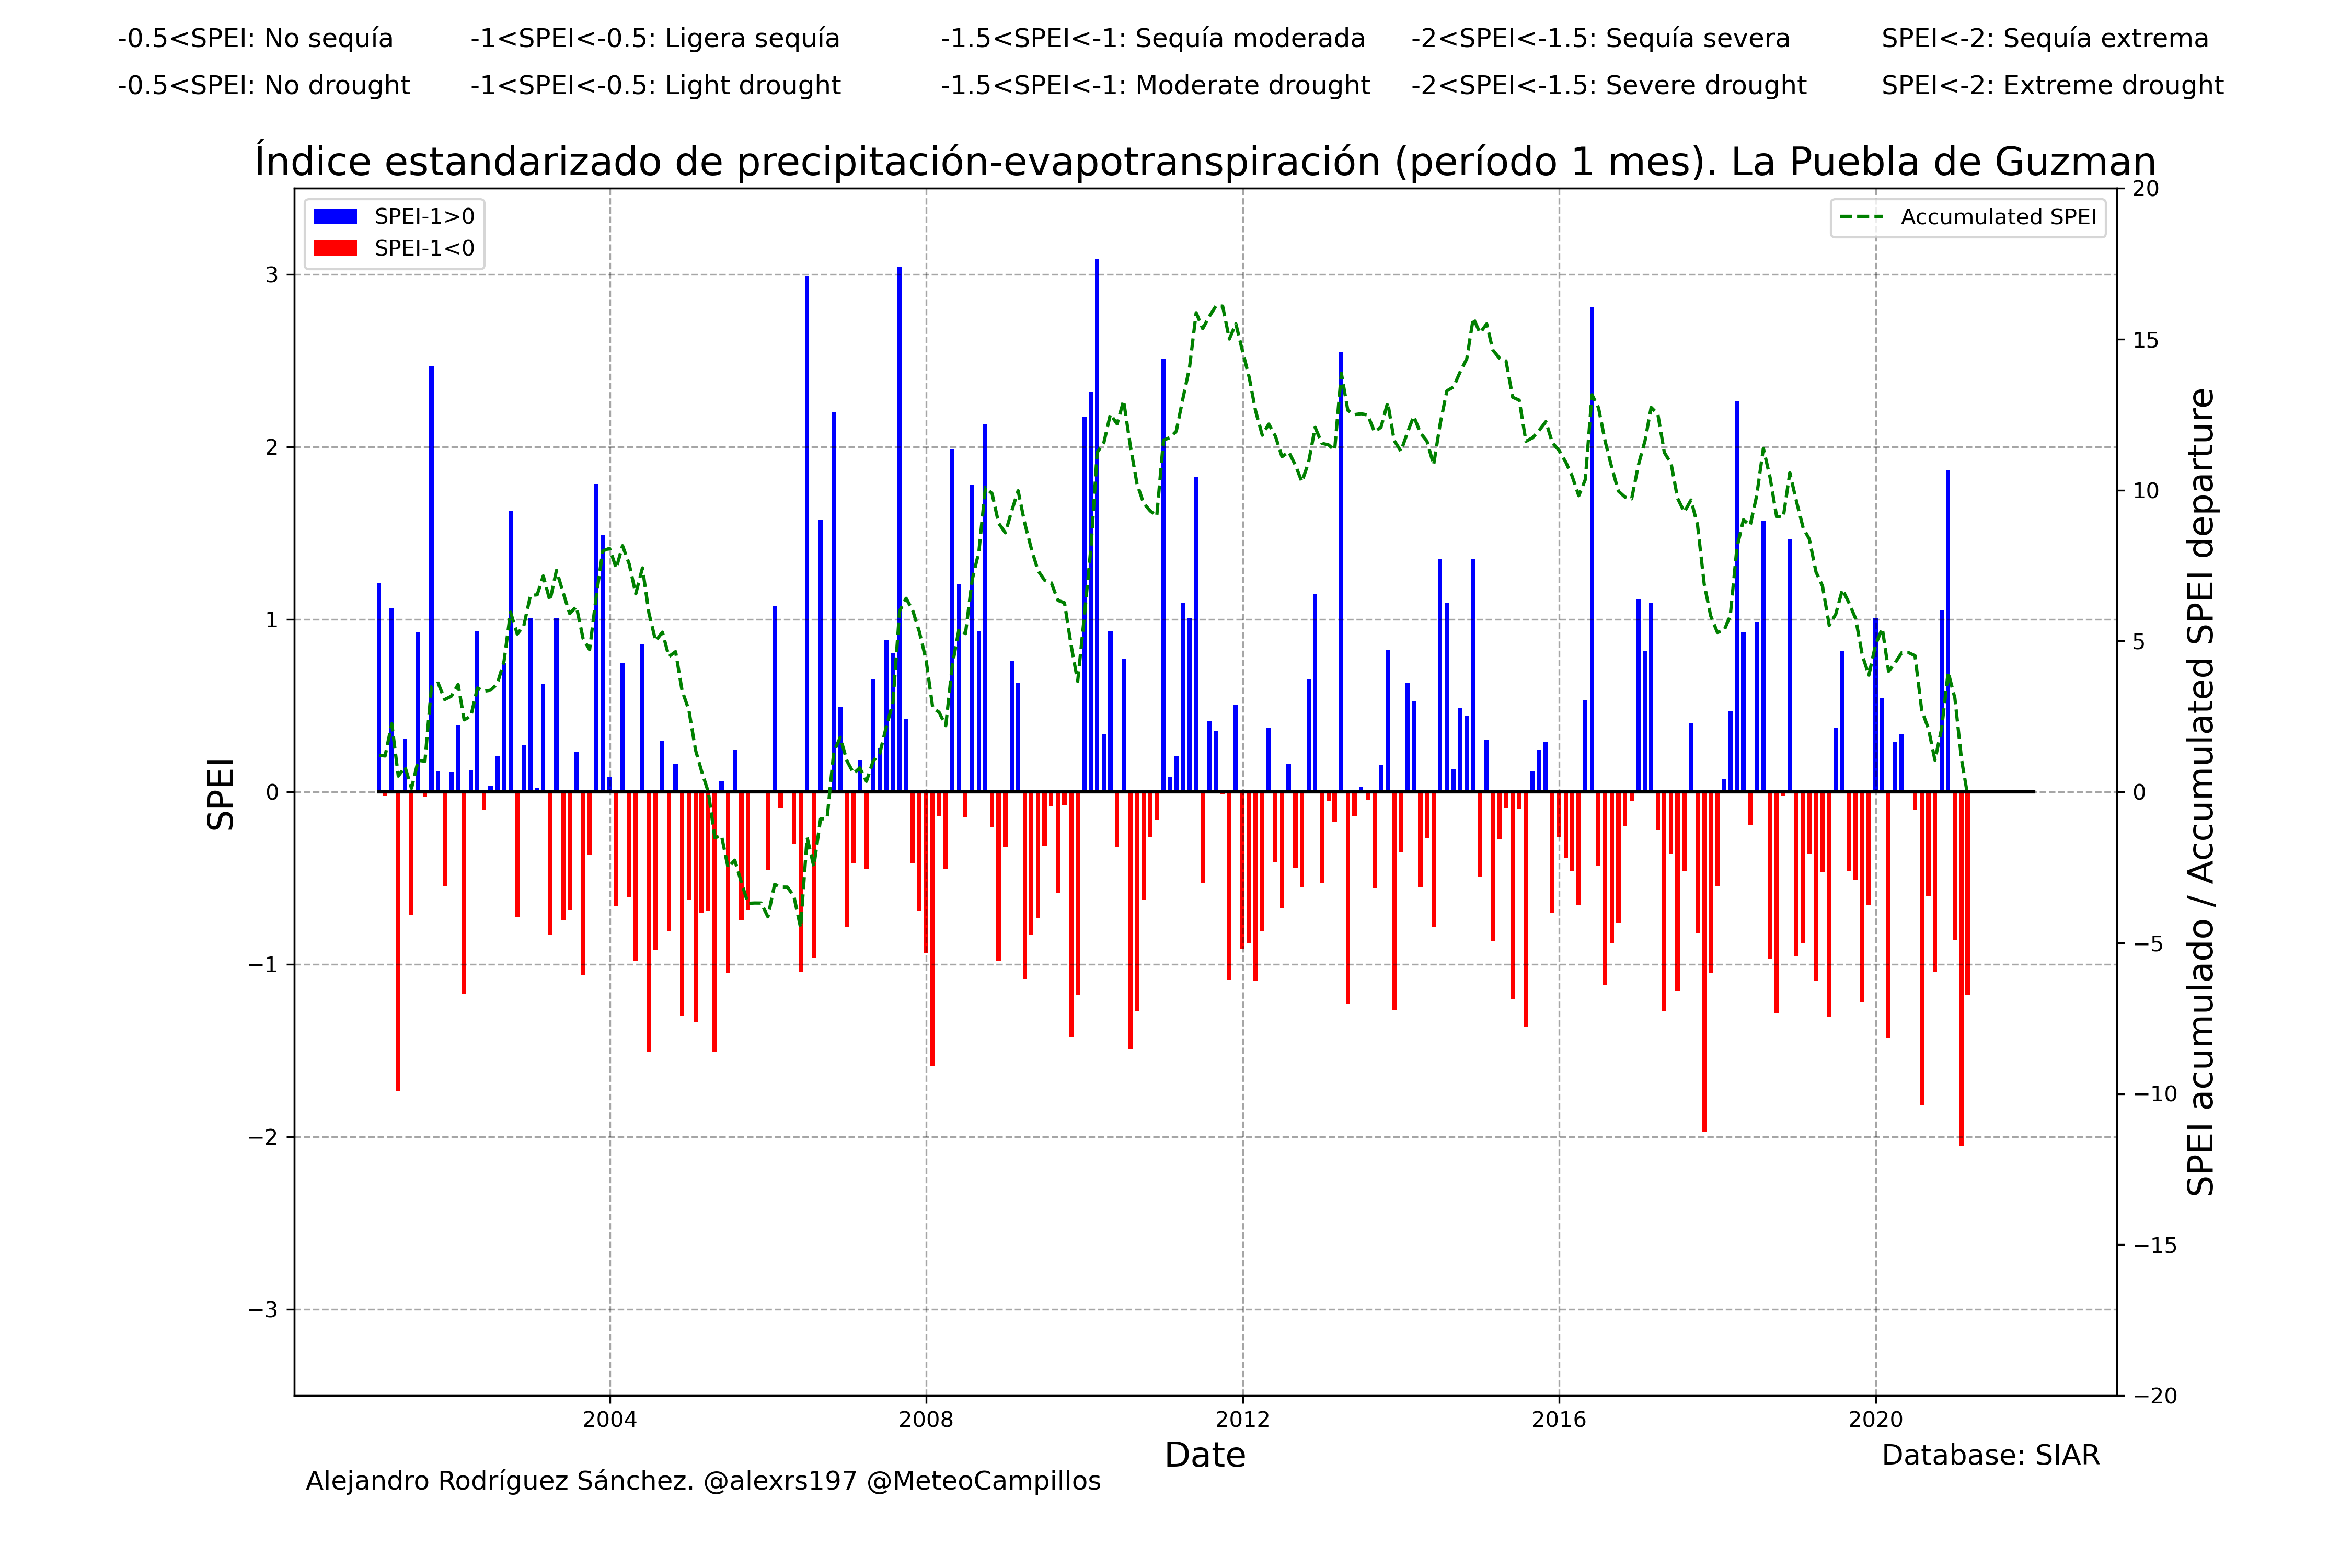 -0.5<SPEI: No sequía -1<SPEI<-0.5: Ligera sequía -1.5<SPEI<-1: Sequía moderada -2<SPEI<-1.5: Sequía severa SPEI<-2: Sequía extrema
-0.5<SPEI: No drought -1<SPEI<-0.5: Light drought -1.5<SPEI<-1: Moderate drought -2<SPEI<-1.5: Severe drought SPEI<-2: Extreme drought
Índice estandarizado de precipitación-evapotranspiración (período 1 mes). La Puebla de Guzman
SPEI-1>0
SPEI-1<0
Accumulated SPEI
SPEI
3
2
1
0
−1
−2
−3
20
15
10
5
0
−5
−10
−15
−20
SPEI acumulado / Accumulated SPEI departure
2004 2008 2012 2016 2020
Date
Database: SIAR
Alejandro Rodríguez Sánchez. @alexrs197 @MeteoCampillos